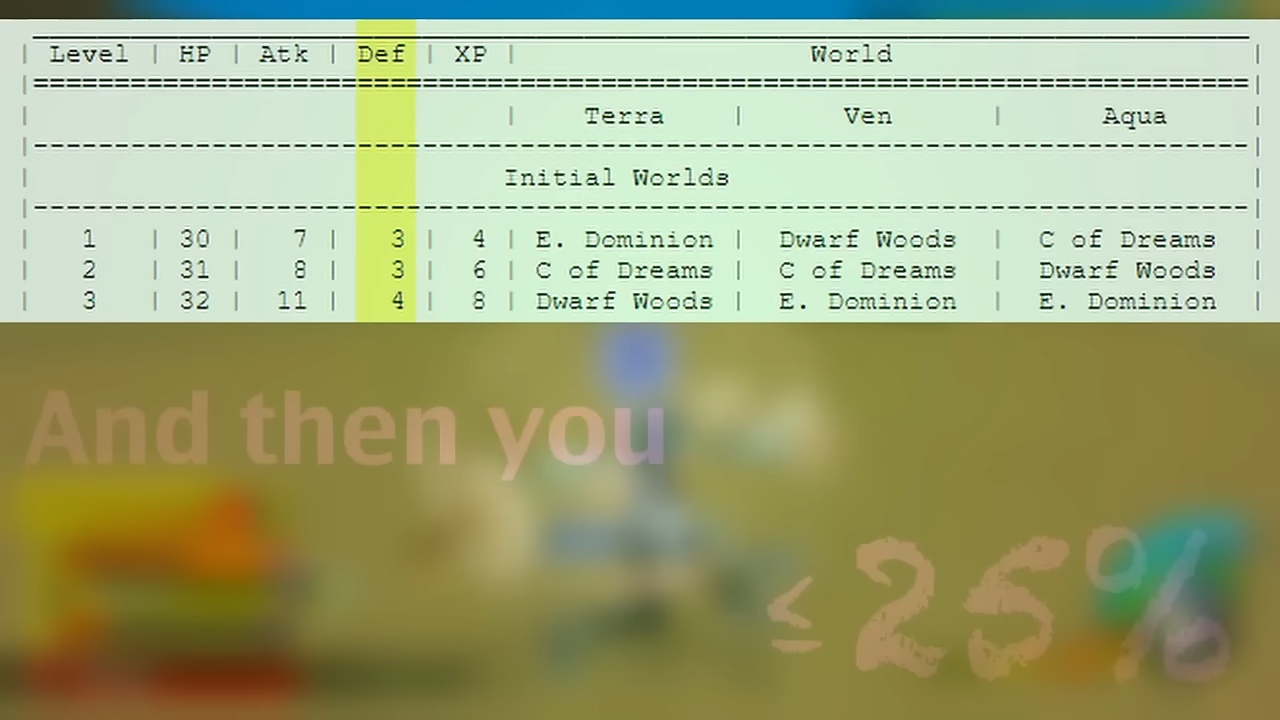 | Level | HP | Atk | Def | XP | World |
| | Terra | Ven | Aqua |
| Initial Worlds |
| 1 | 30 | 7 | 3 | 4 | E. Dominion | Dwarf Woods | C of Dreams |
| 2 | 31 | 8 | 3 | 6 | C of Dreams | C of Dreams | Dwarf Woods |
| 3 | 32 | 11 | 4 | 8 | Dwarf Woods | E. Dominion | E. Dominion |
And then you
≤25%